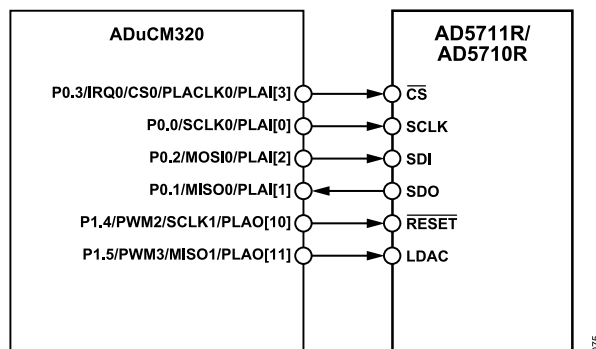 ADuCM320
AD5711R/
AD5710R
P0.3/IRQ0/CS0/PLACLK0/PLAI[3]
CS
P0.0/SCLK0/PLAI[0]
SCLK
P0.2/MOSI0/PLAI[2]
SDI
P0.1/MISO0/PLAI[1]
SDO
P1.4/PWM2/SCLK1/PLAO[10]
RESET
P1.5/PWM3/MISO1/PLAO[11]
LDAC